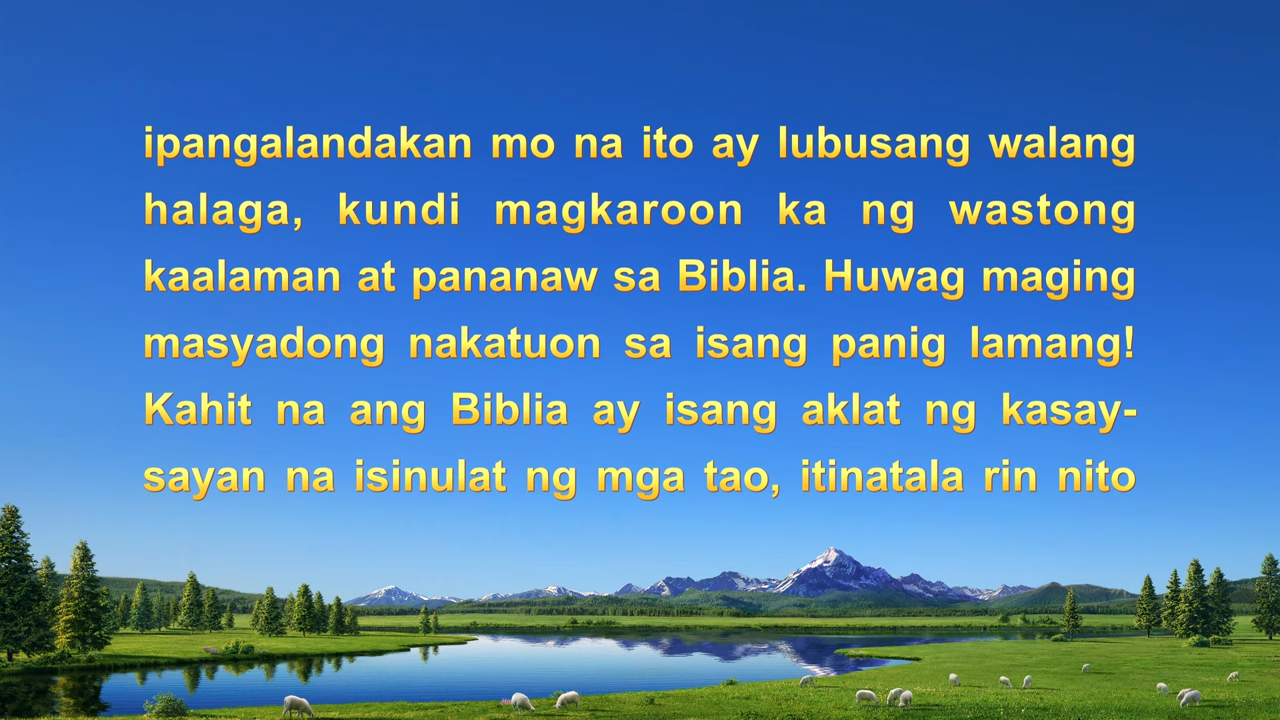 ipangalandakan mo na ito ay lubusang walang
halaga, kundi magkaroon ka ng wastong
kaalaman at pananaw sa Biblia. Huwag maging
masyadong nakatuon sa isang panig lamang!
Kahit na ang Biblia ay isang aklat ng kasay-
sayan na isinulat ng mga tao, itinatala rin nito